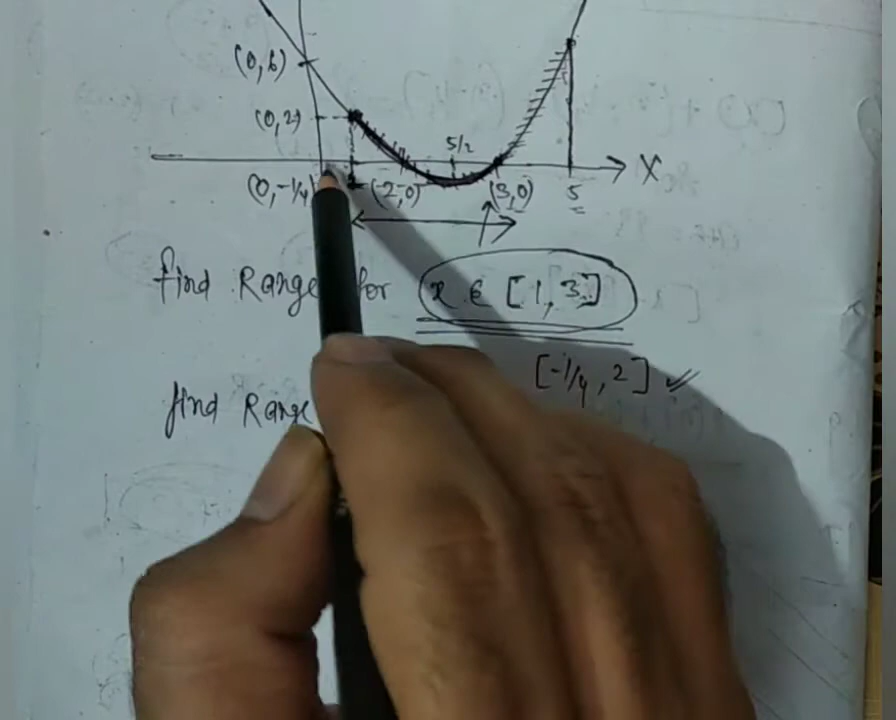 (0,6)
(0,2)
5/2
X
(0,-1/4) (-2,0) (3,0) 5
find Range for x ∈ [1,3]
[-1/4, 2] ✓
find Range